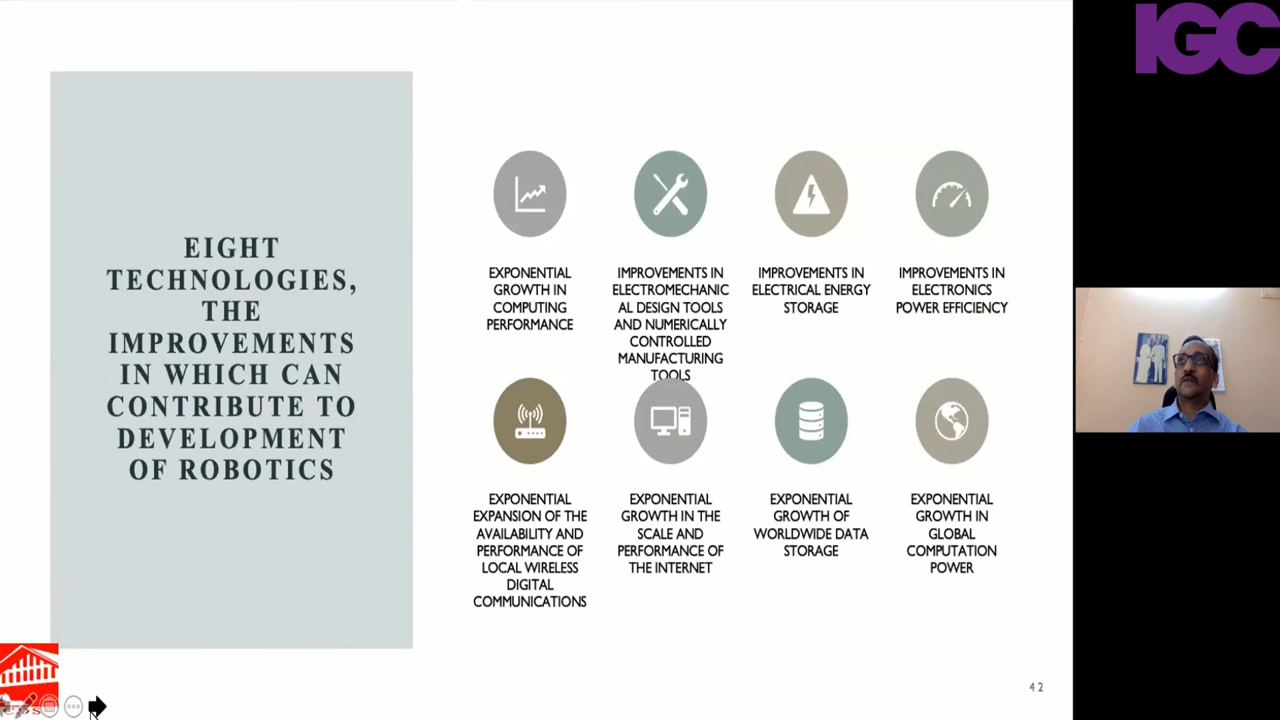 IGC
EIGHT
TECHNOLOGIES,
THE
IMPROVEMENTS
IN WHICH CAN
CONTRIBUTE TO
DEVELOPMENT
OF ROBOTICS
EXPONENTIAL
GROWTH IN
COMPUTING
PERFORMANCE
IMPROVEMENTS IN
ELECTROMECHANIC
AL DESIGN TOOLS
AND NUMERICALLY
CONTROLLED
MANUFACTURING
TOOLS
IMPROVEMENTS IN
ELECTRICAL ENERGY
STORAGE
IMPROVEMENTS IN
ELECTRONICS
POWER EFFICIENCY
EXPONENTIAL
EXPANSION OF THE
AVAILABILITY AND
PERFORMANCE OF
LOCAL WIRELESS
DIGITAL
COMMUNICATIONS
EXPONENTIAL
GROWTH IN THE
SCALE AND
PERFORMANCE OF
THE INTERNET
EXPONENTIAL
GROWTH OF
WORLDWIDE DATA
STORAGE
EXPONENTIAL
GROWTH IN
GLOBAL
COMPUTATION
POWER
42